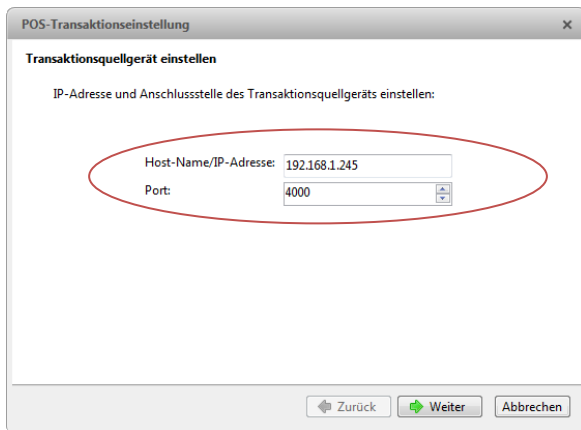 POS-Transaktionseinstellung
Transaktionsquellgerät einstellen
IP-Adresse und Anschlussstelle des Transaktionsquellgeräts einstellen:
Host-Name/IP-Adresse: 192.168.1.245
Port: 4000
Zurück Weiter Abbrechen